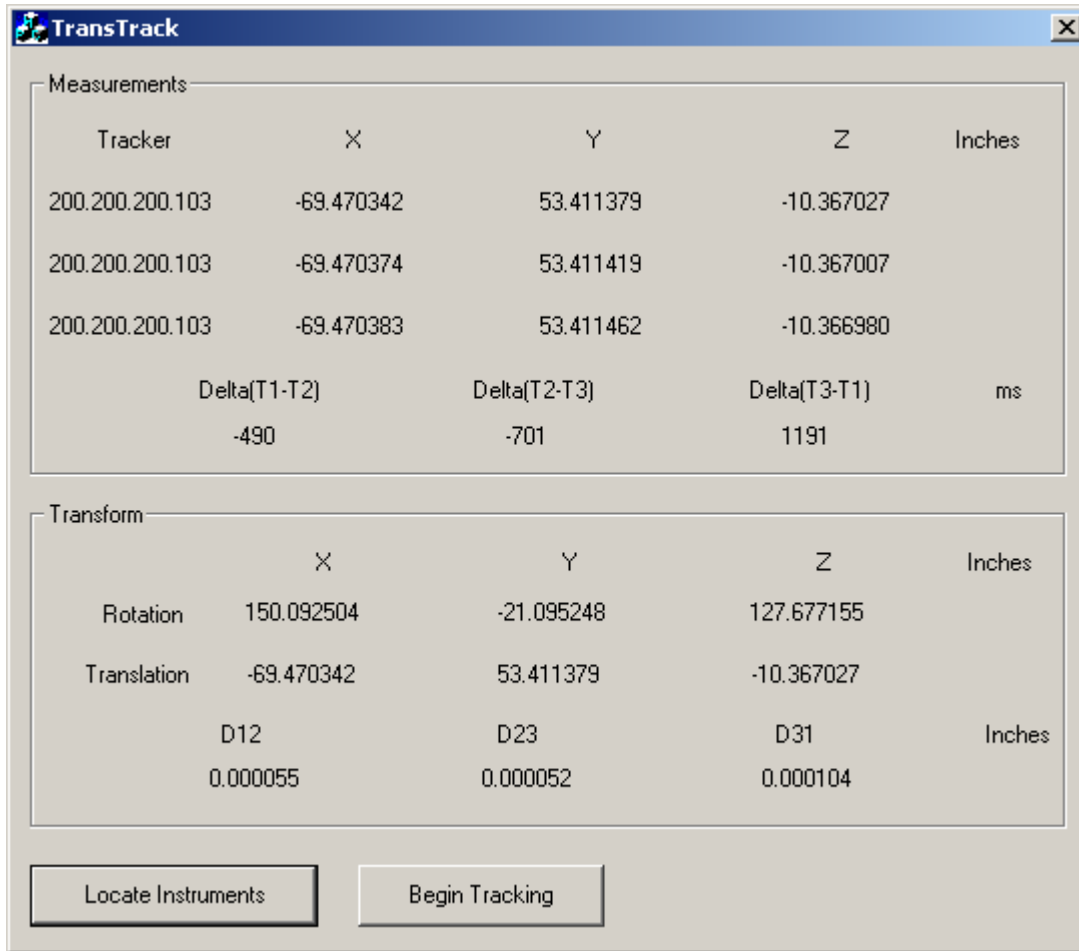 TransTrack
Measurements
Tracker X Y Z Inches
200.200.200.103 -69.470342 53.411379 -10.367027
200.200.200.103 -69.470374 53.411419 -10.367007
200.200.200.103 -69.470383 53.411462 -10.366980
Delta(T1-T2) Delta(T2-T3) Delta(T3-T1) ms
-490 -701 1191
Transform
X Y Z Inches
Rotation 150.092504 -21.095248 127.677155
Translation -69.470342 53.411379 -10.367027
D12 D23 D31 Inches
0.000055 0.000052 0.000104
Locate Instruments Begin Tracking